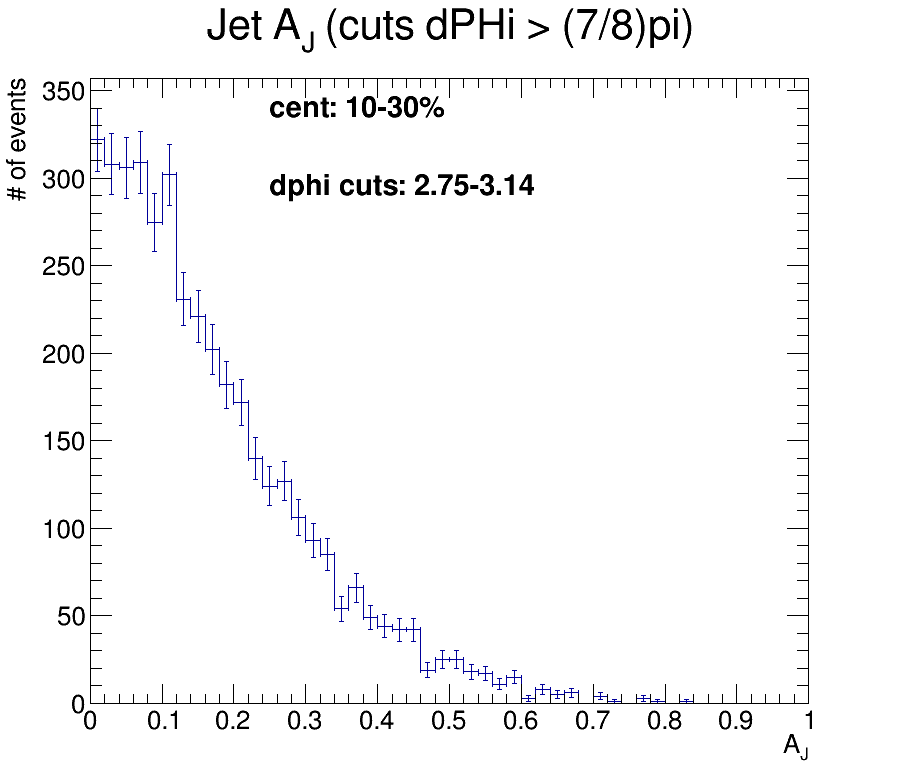 Jet A_J (cuts dPHi > (7/8)pi)
# of events
350
300
250
200
150
100
50
0
cent: 10-30%
dphi cuts: 2.75-3.14
0 0.1 0.2 0.3 0.4 0.5 0.6 0.7 0.8 0.9 1
A_J